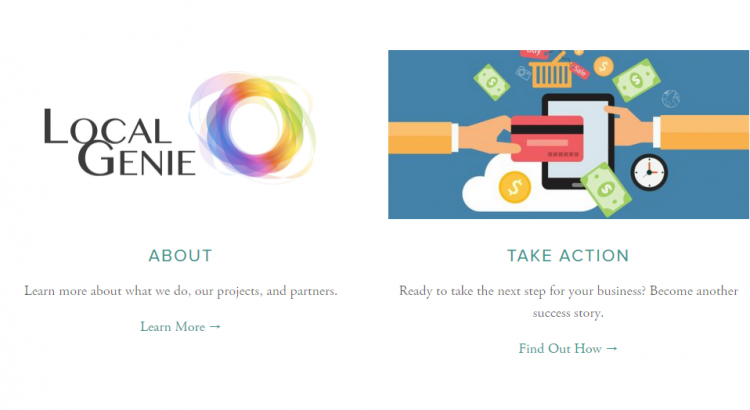 LOCAL
GENIE
Buy
Sale
ABOUT
Learn more about what we do, our projects, and partners.
Learn More →
TAKE ACTION
Ready to take the next step for your business? Become another
success story.
Find Out How →